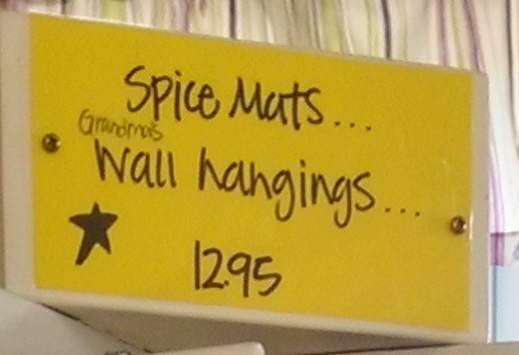 Spice Mats...
Grandma's
Wall hangings...
12.95